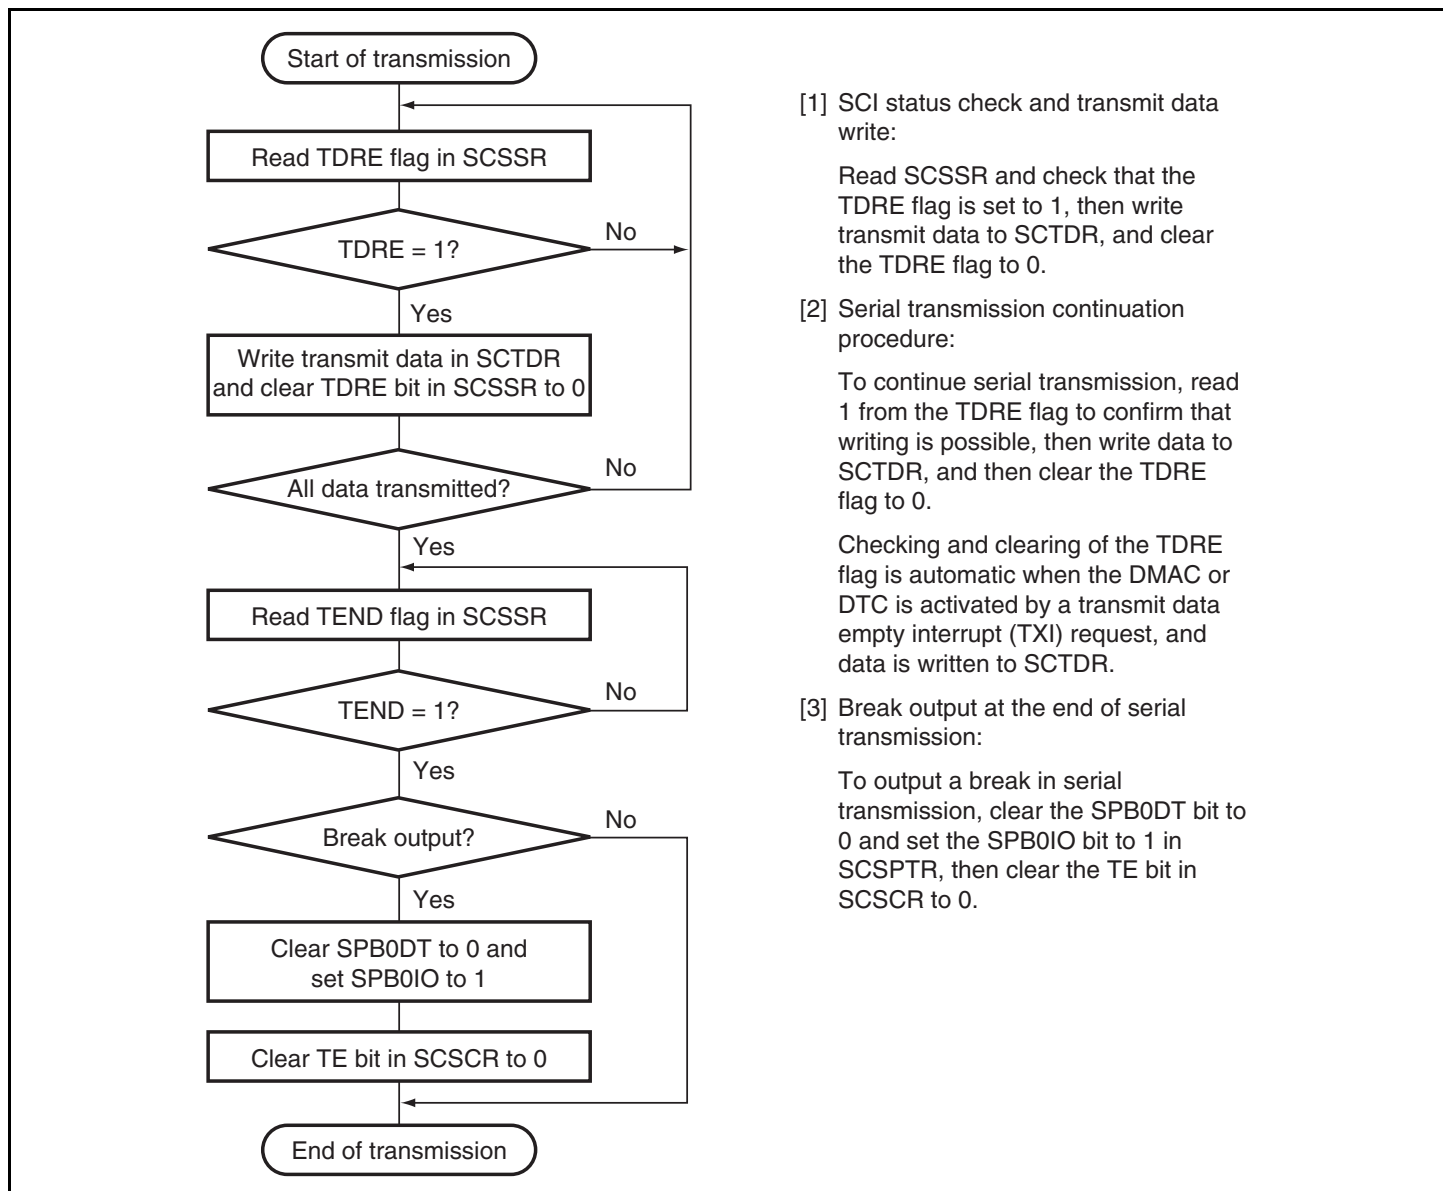 Start of transmission
Read TDRE flag in SCSSR
TDRE = 1?
No
Yes
Write transmit data in SCTDR
and clear TDRE bit in SCSSR to 0
All data transmitted?
No
Yes
Read TEND flag in SCSSR
TEND = 1?
No
Yes
Break output?
No
Yes
Clear SPB0DT to 0 and
set SPB0IO to 1
Clear TE bit in SCSCR to 0
End of transmission
[1] SCI status check and transmit data
write:
Read SCSSR and check that the
TDRE flag is set to 1, then write
transmit data to SCTDR, and clear
the TDRE flag to 0.
[2] Serial transmission continuation
procedure:
To continue serial transmission, read
1 from the TDRE flag to confirm that
writing is possible, then write data to
SCTDR, and then clear the TDRE
flag to 0.
Checking and clearing of the TDRE
flag is automatic when the DMAC or
DTC is activated by a transmit data
empty interrupt (TXI) request, and
data is written to SCTDR.
[3] Break output at the end of serial
transmission:
To output a break in serial
transmission, clear the SPB0DT bit to
0 and set the SPB0IO bit to 1 in
SCSPTR, then clear the TE bit in
SCSCR to 0.